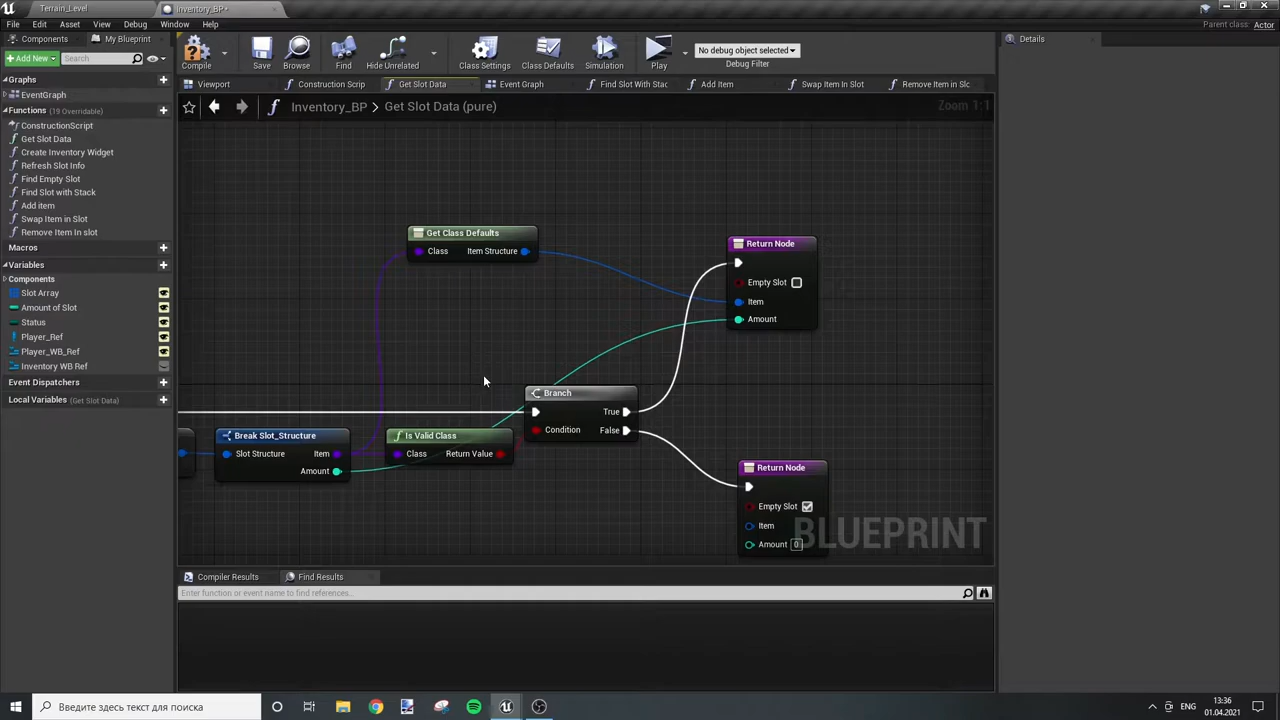 Terrain_Level
Inventory_BP*
File
Edit
Asset
View
Debug
Window
Help
Parent class:
Actor
Components
My Blueprint
Add New
Search
Compile
Save
Browse
Find
Hide Unrelated
Class Settings
Class Defaults
Simulation
Play
No debug object selected
Debug Filter
Details
Viewport
Construction Scrip
Get Slot Data
Event Graph
Find Slot With Stac
Add Item
Swap Item In Slot
Remove Item In Slc
Inventory_BP > Get Slot Data (pure)
Zoom 1:1
Graphs
EventGraph
Functions (19 Overridable)
ConstructionScript
Get Slot Data
Create Inventory Widget
Refresh Slot Info
Find Empty Slot
Find Slot with Stack
Add item
Swap item in Slot
Remove Item In slot
Macros
Variables
Components
Slot Array
Amount of Slot
Status
Player_Ref
Player_WB_Ref
Inventory WB Ref
Event Dispatchers
Local Variables (Get Slot Data)
Get Class Defaults
Class
Item Structure
Return Node
Empty Slot
Item
Amount
Branch
True
Condition
False
Break Slot_Structure
Slot Structure
Item
Amount
Is Valid Class
Class
Return Value
Return Node
Empty Slot
Item
Amount 0
BLUEPRINT
Compiler Results
Find Results
Enter function or event name to find references...
Введите здесь текст для поиска
ENG
13:36
01.04.2021